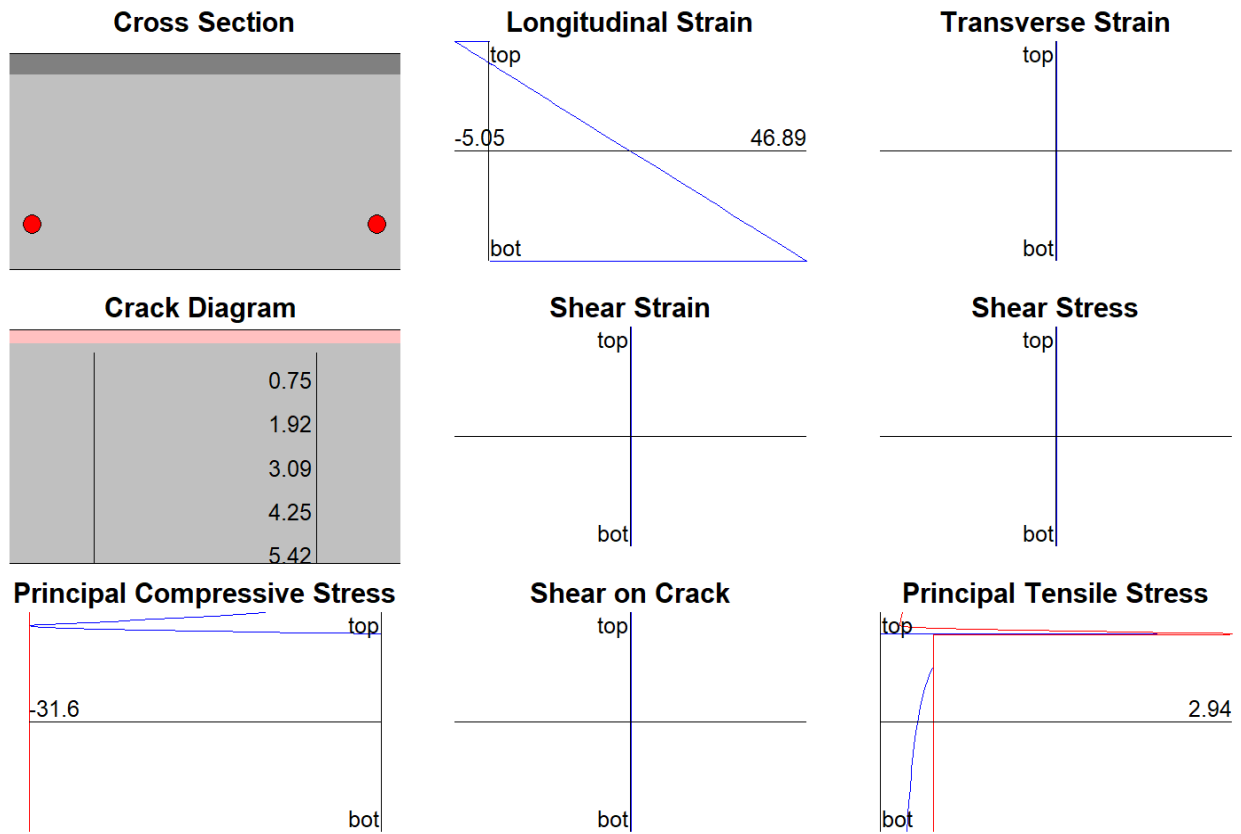 Cross Section
Longitudinal Strain
Transverse Strain
top
top
-5.05
46.89
bot
bot
Crack Diagram
Shear Strain
Shear Stress
top
top
0.75
1.92
3.09
4.25
bot
bot
5.42
Principal Compressive Stress
Shear on Crack
Principal Tensile Stress
top
top
top
-31.6
2.94
bot
bot
bot